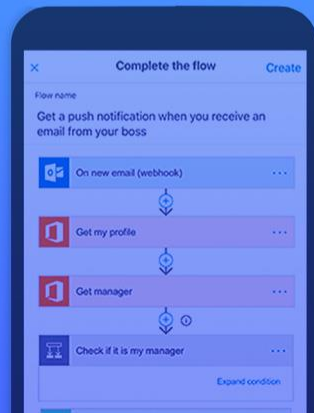 Complete the flow
Create
Flow name
Get a push notification when you receive an
email from your boss
On new email (webhook)
Get my profile
Get manager
Check if it is my manager
Expand condition